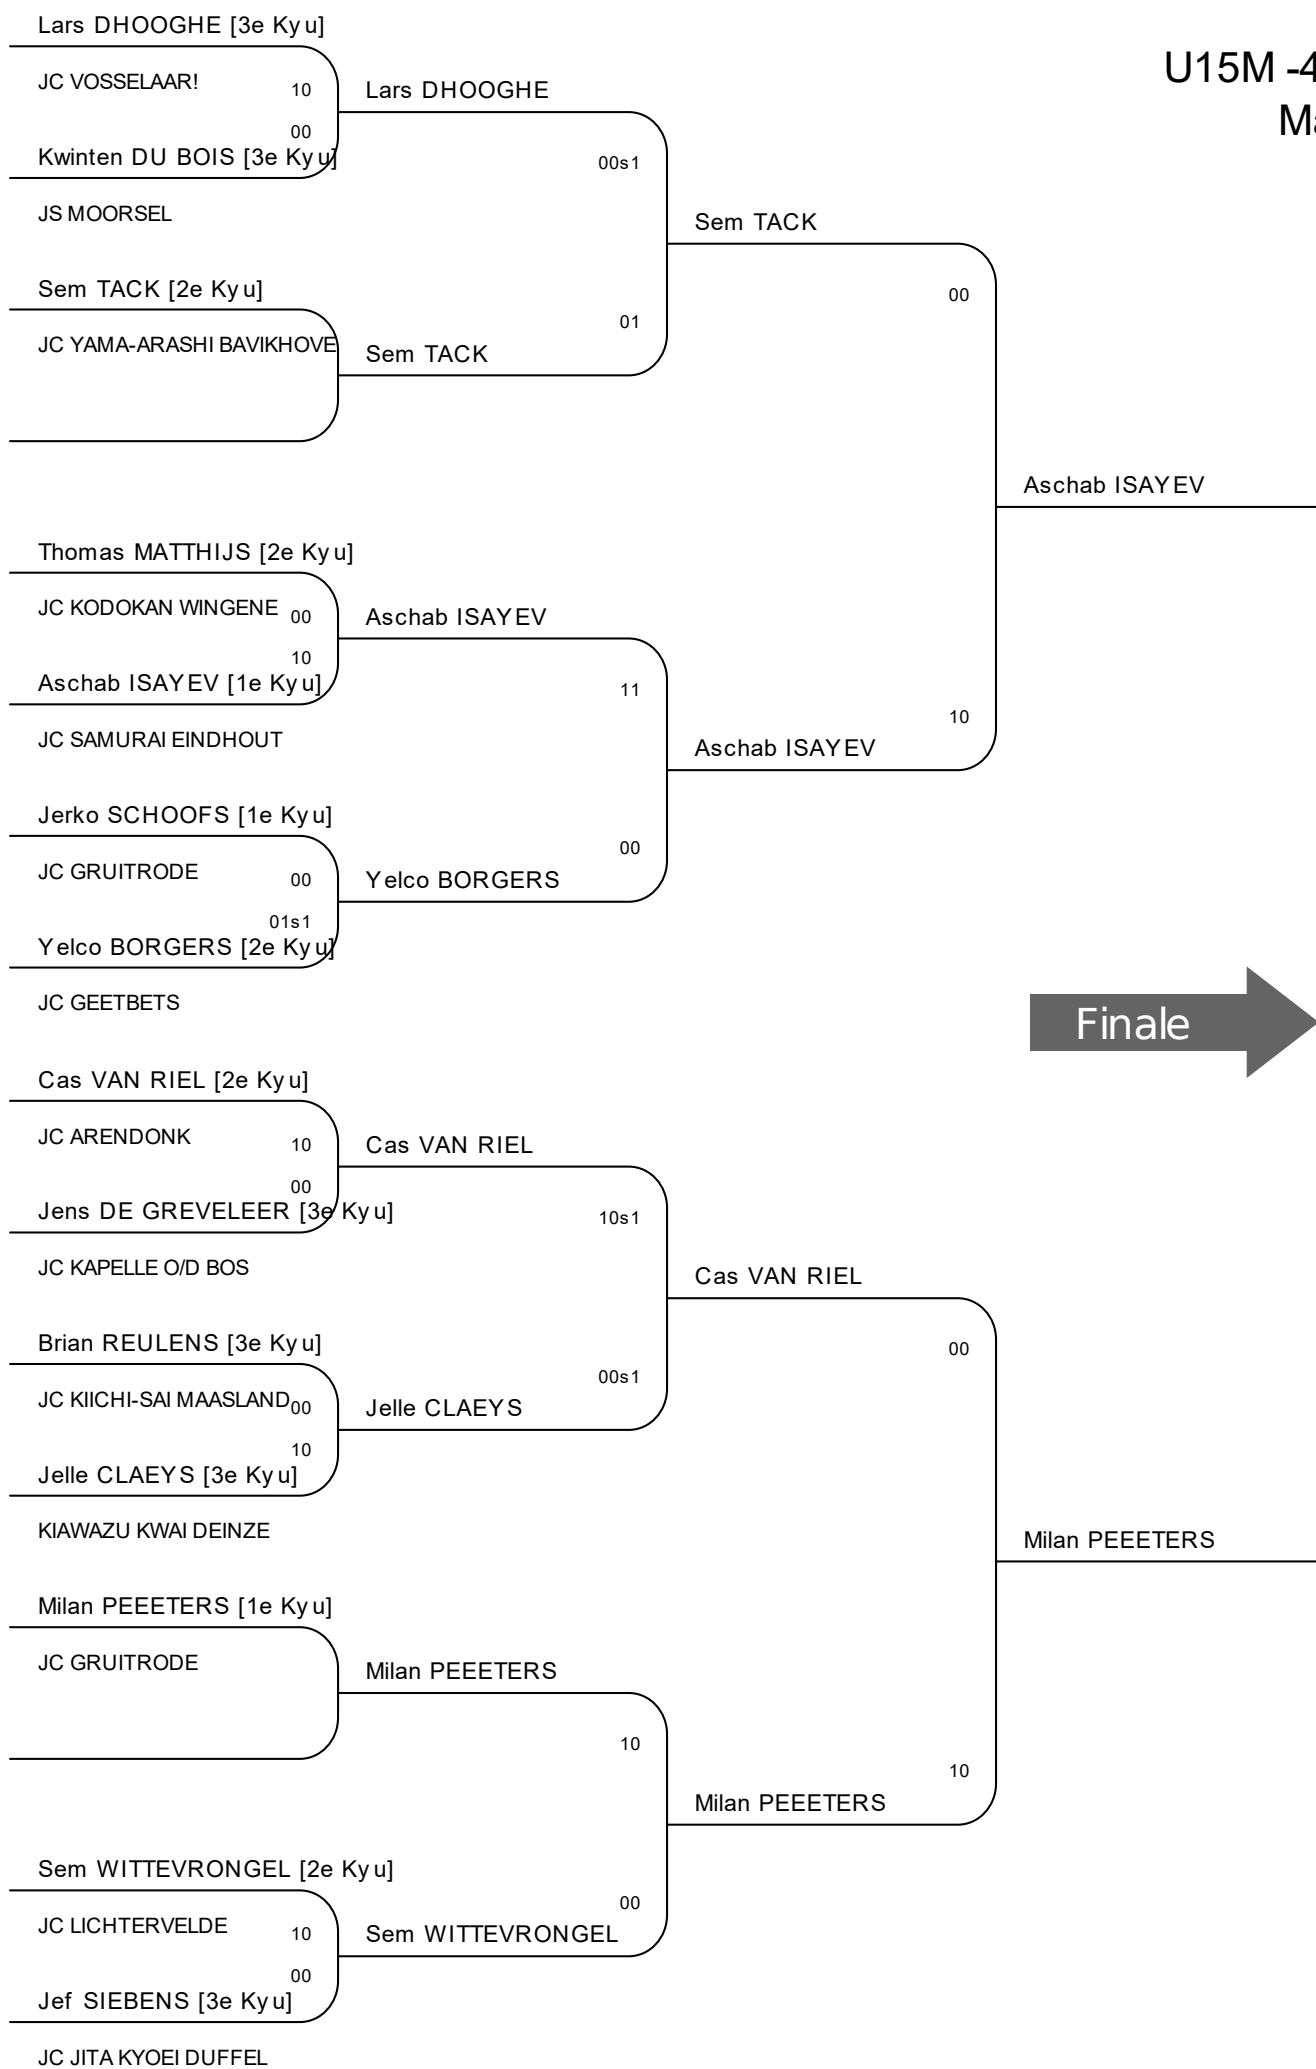 Lars DHOOGHE [3e Kyu]
JC VOSSELAAR!
10
Lars DHOOGHE
U15M -4
Ma
00
Kwinten DU BOIS [3e Kyu]
00s1
JS MOORSEL
Sem TACK
Sem TACK [2e Kyu]
00
01
JC YAMA-ARASHI BAVIKHOVE
Sem TACK
Aschab ISAYEV
Thomas MATTHIJS [2e Kyu]
JC KODOKAN WINGENE
00
Aschab ISAYEV
10
Aschab ISAYEV [1e Kyu]
11
10
JC SAMURAI EINDHOUT
Aschab ISAYEV
Jerko SCHOOFS [1e Kyu]
00
JC GRUITRODE
00
Yelco BORGERS
01s1
Yelco BORGERS [2e Kyu]
JC GEETBETS
Finale
Cas VAN RIEL [2e Kyu]
JC ARENDONK
10
Cas VAN RIEL
00
Jens DE GREVELEER [3e Kyu]
10s1
JC KAPELLE O/D BOS
Cas VAN RIEL
Brian REULENS [3e Kyu]
00
00s1
JC KIICHI-SAI MAASLAND
00
Jelle CLAEYS
10
Jelle CLAEYS [3e Kyu]
KIAWAZU KWAI DEINZE
Milan PEEETERS
Milan PEEETERS [1e Kyu]
JC GRUITRODE
Milan PEEETERS
10
10
Milan PEEETERS
Sem WITTEVRONGEL [2e Kyu]
00
JC LICHTERVELDE
10
Sem WITTEVRONGEL
00
Jef SIEBENS [3e Kyu]
JC JITA KYOEI DUFFEL